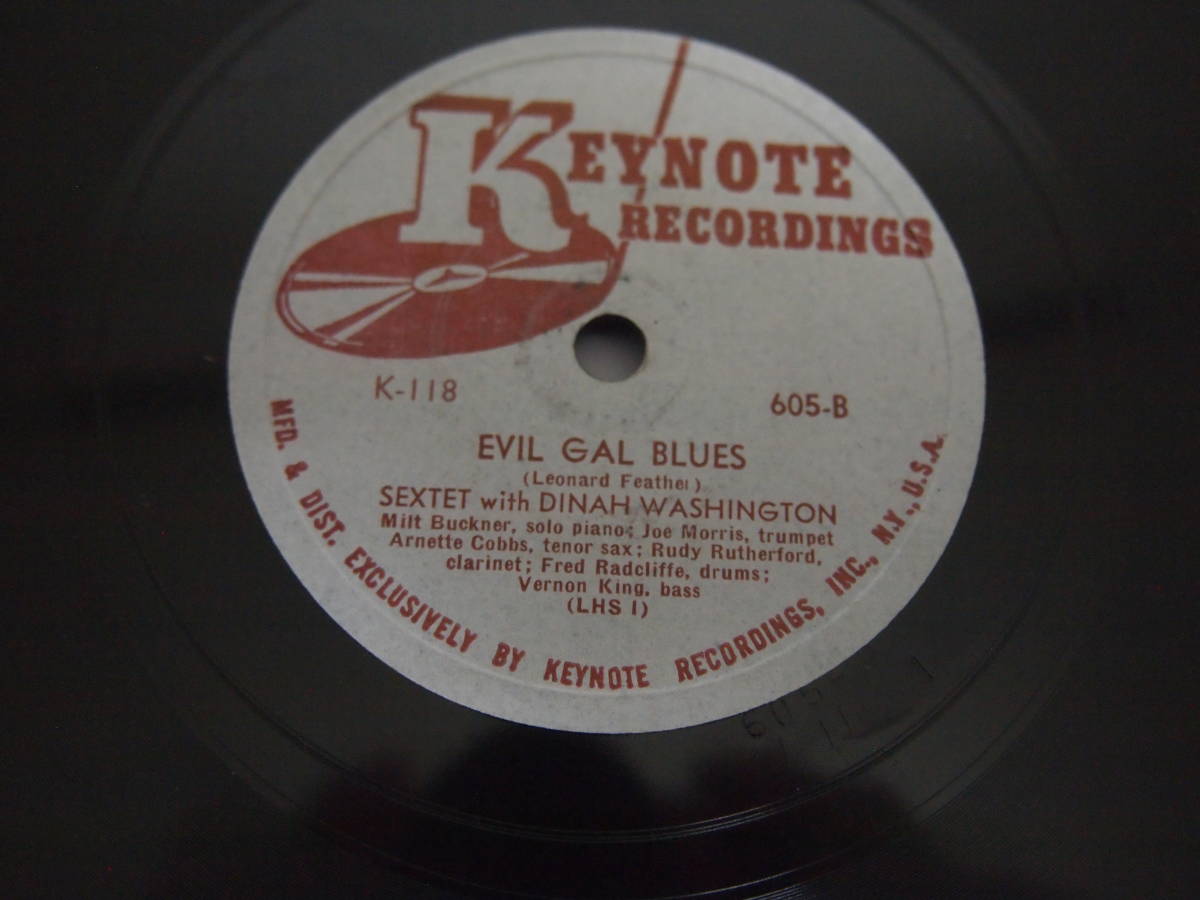 KEYNOTE
RECORDINGS
K-118
605-B
EVIL GAL BLUES
(Leonard Feather)
SEXTET with DINAH WASHINGTON
Milt Buckner, solo piano; Joe Morris, trumpet
Arnette Cobbs, tenor sax; Rudy Rutherford,
clarinet; Fred Radcliffe, drums;
Vernon King, bass
(LHS 1)
MFD. & DIST. EXCLUSIVELY BY KEYNOTE RECORDINGS, INC., N.Y., U.S.A.